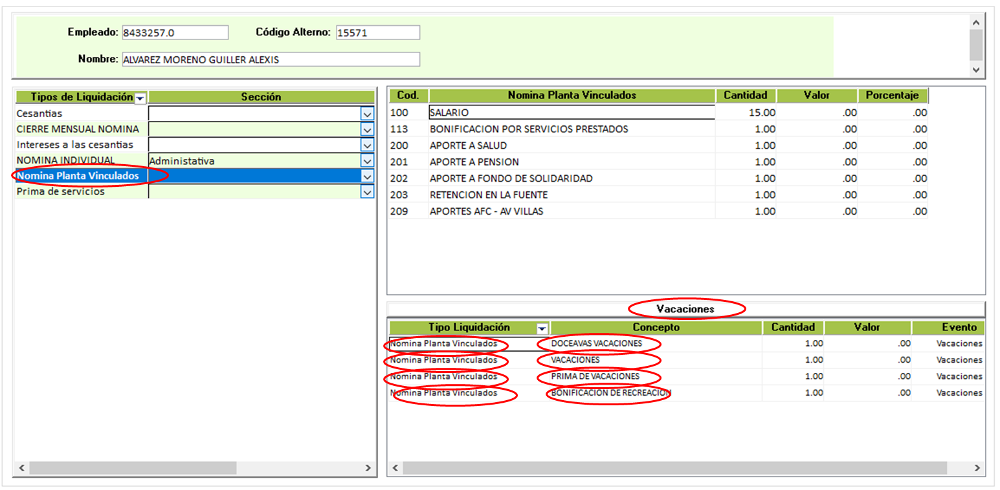 Empleado: 8433257.0 Código Alterno: 15571
Nombre: ALVAREZ MORENO GUILLER ALEXIS
Tipos de Liquidación Sección
Cesantias
CIERRE MENSUAL NOMINA
Intereses a las cesantias
NOMINA INDIVIDUAL Administativa
Nomina Planta Vinculados
Prima de servicios
Cod. Nomina Planta Vinculados Cantidad Valor Porcentaje
100 SALARIO 15.00 .00 .00
113 BONIFICACION POR SERVICIOS PRESTADOS 1.00 .00 .00
200 APORTE A SALUD 1.00 .00 .00
201 APORTE A PENSION 1.00 .00 .00
202 APORTE A FONDO DE SOLIDARIDAD 1.00 .00 .00
203 RETENCION EN LA FUENTE 1.00 .00 .00
209 APORTES AFC - AV VILLAS 1.00 .00 .00
Vacaciones
Tipo Liquidación Concepto Cantidad Valor Evento
Nomina Planta Vinculados DOCEAVAS VACACIONES 1.00 .00 Vacaciones
Nomina Planta Vinculados VACACIONES 1.00 .00 Vacaciones
Nomina Planta Vinculados PRIMA DE VACACIONES 1.00 .00 Vacaciones
Nomina Planta Vinculados BONIFICACION DE RECREACION 1.00 .00 Vacaciones